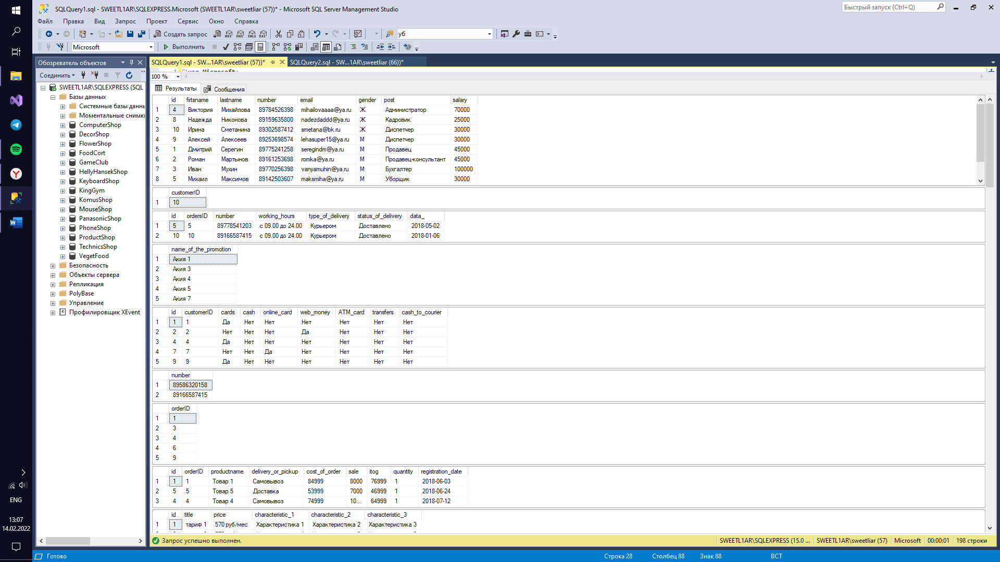 SQLQuery1.sql - SWEETL1AR\SQLEXPRESS.Microsoft (SWEETL1AR\sweetliar (57))* - Microsoft SQL Server Management Studio
Быстрый запуск (Ctrl+Q)
Файл Правка Вид Запрос Проект Сервис Окно Справка
Создать запрос MDX DMX XMLA DAX уб
Microsoft Выполнить
Обозреватель объектов
SQLQuery1.sql - SW...1AR\sweetliar (57))* SQLQuery2.sql - SW...1AR\sweetliar (66))*
Соединить
1 use Microsoft;
100 %
SWEETL1AR\SQLEXPRESS (SQL
Базы данных
Системные базы данн
Моментальные снимк
ComputerShop
DecorShop
FlowerShop
FoodCort
GameClub
HellyHansekShop
KeyboardShop
KingGym
KomusShop
MouseShop
PanasonicShop
PhoneShop
ProductShop
TechnicsShop
VegetFood
Безопасность
Объекты сервера
Репликация
PolyBase
Управление
Профилировщик XEvent
Результаты Сообщения
id firtsname lastname number email gender post salary
1 4 Виктория Михайлова 89784526398 mihailovaaaa@ya.ru Ж Администратор 70000
2 8 Надежда Никонова 89159635800 nadezdaddd@ya.ru Ж Кадровик 25000
3 10 Ирина Сметанина 89302587412 smetana@bk.ru Ж Диспетчер 30000
4 9 Алексей Алексеев 89253698574 lehasuper15@ya.ru М Диспетчер 30000
5 1 Дмитрий Серегин 89775241258 seregindm@ya.ru М Продавец 45000
6 2 Роман Мартынов 89161253698 romka@ya.ru М Продавец-консультант 45000
7 3 Иван Мухин 89770256398 vanyamuhin@ya.ru М Бухгалтер 100000
8 5 Михаил Максимов 89142503607 maksmiha@ya.ru М Уборщик 30000
customerID
1 10
id ordersID number working_hours type_of_delivery status_of_delivery data_
1 5 5 89778541203 с 09.00 до 24.00 Курьером Доставлено 2018-05-02
2 10 10 89166587415 с 09.00 до 24.00 Курьером Доставлено 2018-01-06
name_of_the_promotion
1 Акия 1
2 Акия 3
3 Акия 4
4 Акия 5
5 Акия 7
id customerID cards cash online_card web_money ATM_card transfers cash_to_courier
1 1 1 Да Нет Нет Нет Нет Нет Нет
2 2 2 Нет Нет Нет Да Нет Нет Нет
3 4 4 Да Нет Нет Нет Нет Нет Нет
4 7 7 Нет Нет Да Нет Нет Нет Нет
5 9 9 Да Нет Нет Нет Нет Нет Нет
number
1 89586320158
2 89166587415
orderID
1 1
2 3
3 4
4 6
5 9
id orderID productname delivery_or_pickup cost_of_order sale itog quantity registration_date
1 1 1 Товар 1 Самовывоз 84999 8000 76999 1 2018-06-03
2 5 5 Товар 5 Доставка 53999 7000 46999 1 2018-06-24
3 4 4 Товар 4 Самовывоз 74999 10... 64999 1 2018-07-12
id title price characteristic_1 characteristic_2 characteristic_3
1 1 тариф 1 570 руб/мес Характеристика 1 Характеристика 2 Характеристика 3
Запрос успешно выполнен. SWEETL1AR\SQLEXPRESS (15.0 ... SWEETL1AR\sweetliar (57) Microsoft 00:00:01 198 строки
Готово Строка 28 Столбец 88 Знак 88 ВСТ
ENG
13:07
14.02.2022